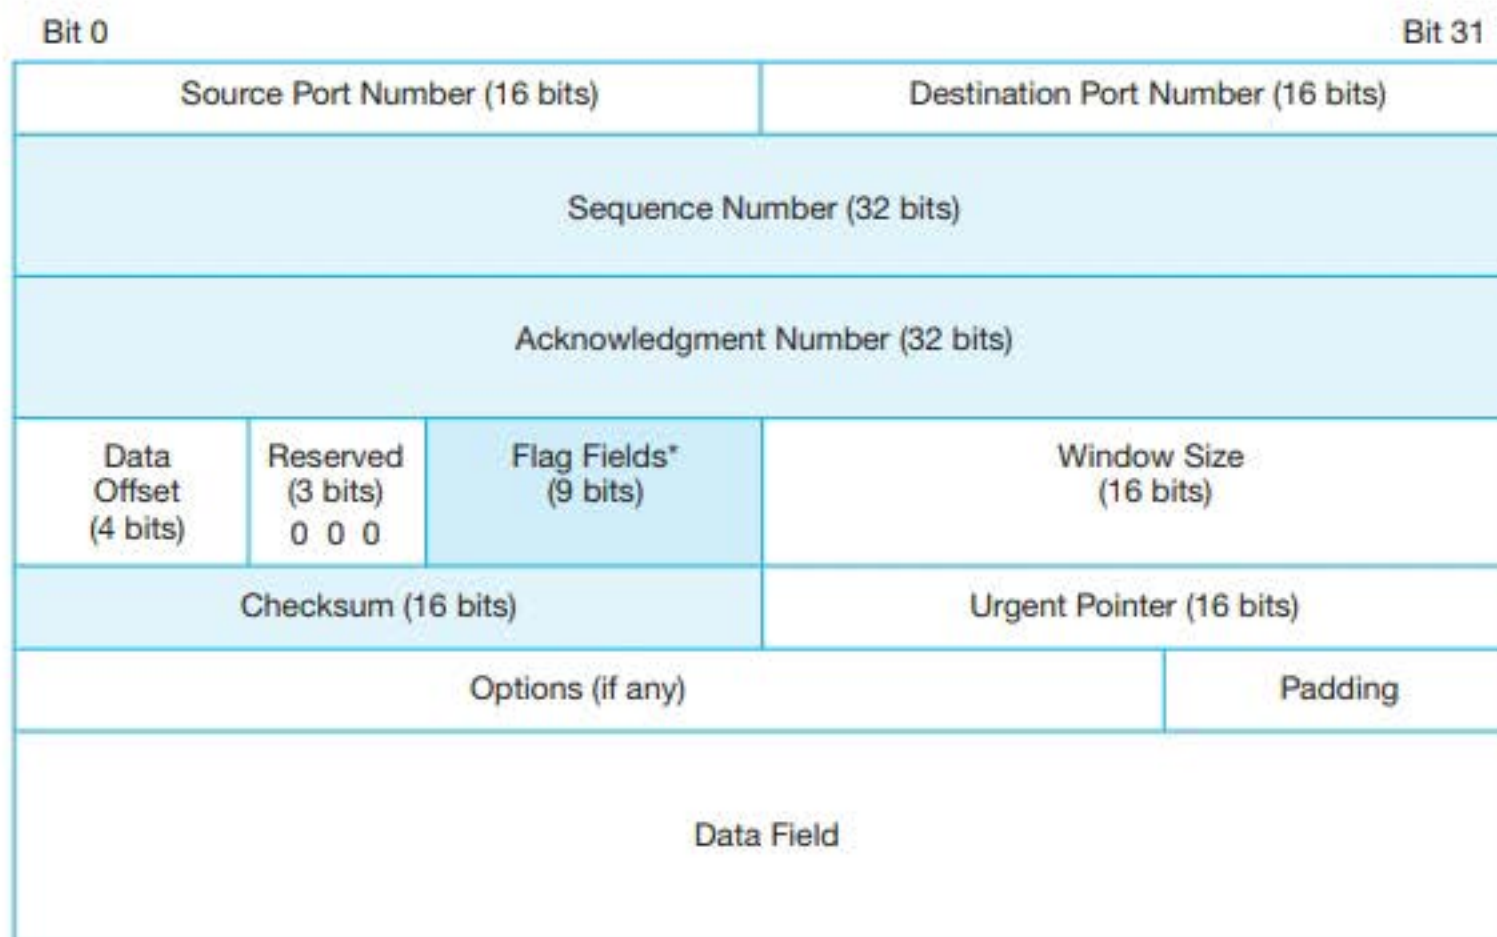 Bit 0
Bit 31
Source Port Number (16 bits)
Destination Port Number (16 bits)
Sequence Number (32 bits)
Acknowledgment Number (32 bits)
Data
Offset
(4 bits)
Reserved
(3 bits)
0 0 0
Flag Fields*
(9 bits)
Window Size
(16 bits)
Checksum (16 bits)
Urgent Pointer (16 bits)
Options (if any)
Padding
Data Field